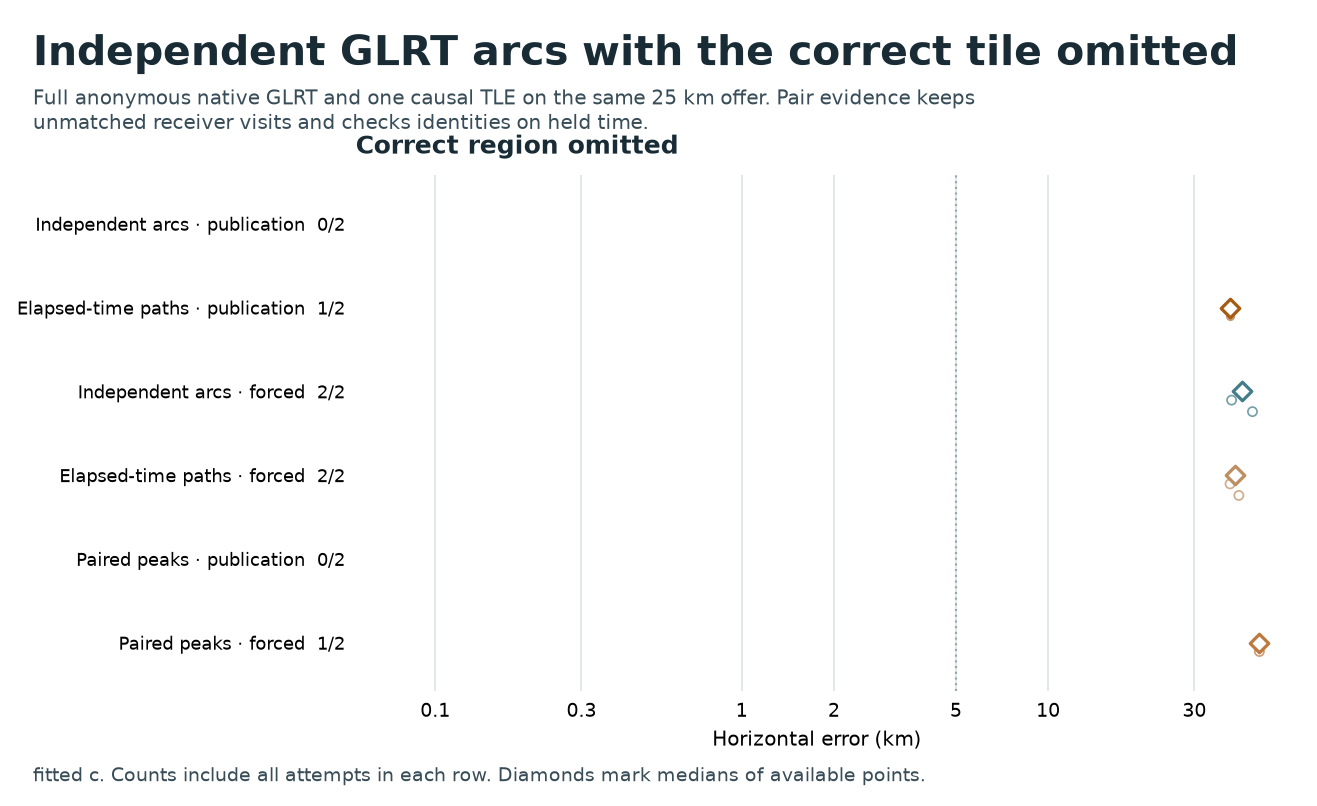 Independent GLRT arcs with the correct tile omitted
Full anonymous native GLRT and one causal TLE on the same 25 km offer. Pair evidence keeps
unmatched receiver visits and checks identities on held time.
Correct region omitted
Independent arcs · publication 0/2
Elapsed-time paths · publication 1/2
Independent arcs · forced 2/2
Elapsed-time paths · forced 2/2
Paired peaks · publication 0/2
Paired peaks · forced 1/2
0.1 0.3 1 2 5 10 30
Horizontal error (km)
fitted c. Counts include all attempts in each row. Diamonds mark medians of available points.